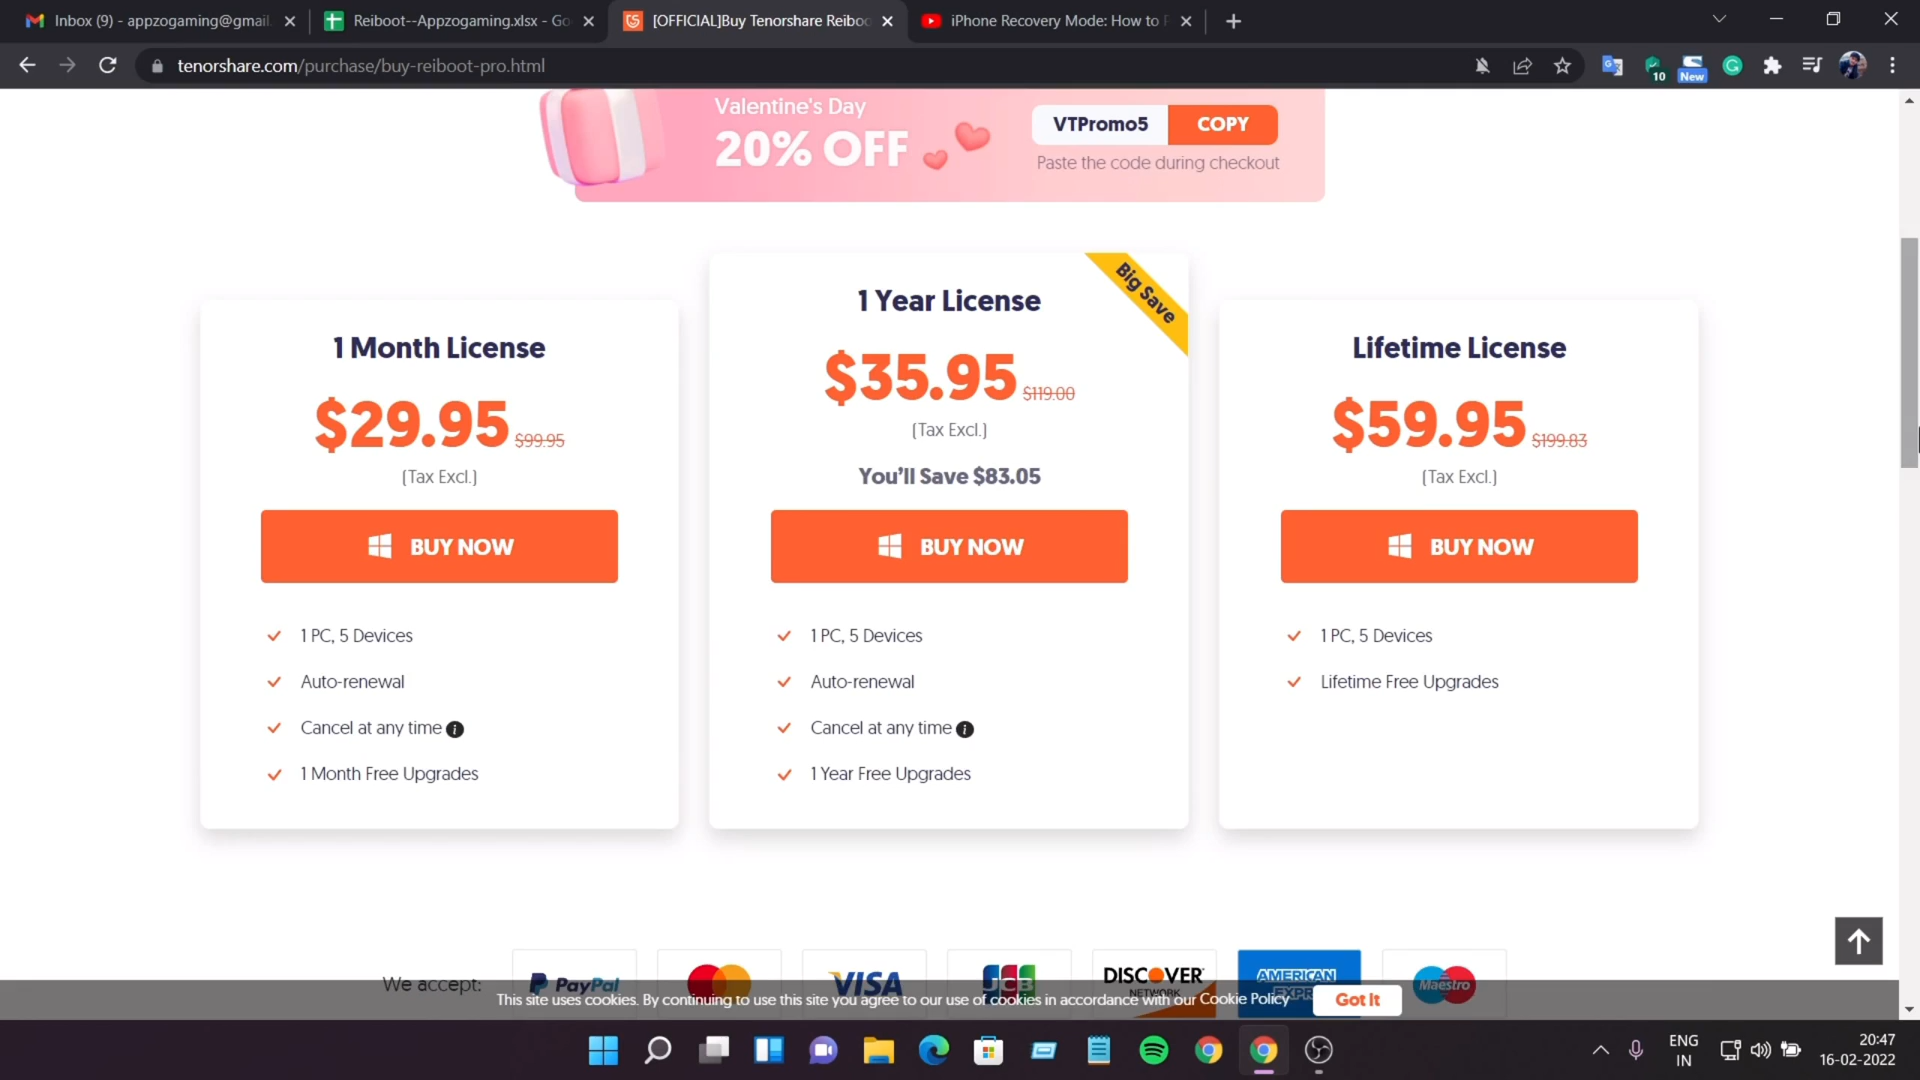 Inbox (9) - appzogaming@gmail.
Reiboot--Appzogaming.xlsx - Go
[OFFICIAL]Buy Tenorshare Reiboo
iPhone Recovery Mode: How to F
tenorshare.com/purchase/buy-reiboot-pro.html
10
New
Valentine's Day
20% OFF
VTPromo5
COPY
Paste the code during checkout
Big Save
1 Month License
$29.95 $99.95
(Tax Excl.)
BUY NOW
1 PC, 5 Devices
Auto-renewal
Cancel at any time
1 Month Free Upgrades
1 Year License
$35.95 $119.00
(Tax Excl.)
You'll Save $83.05
BUY NOW
1 PC, 5 Devices
Auto-renewal
Cancel at any time
1 Year Free Upgrades
Lifetime License
$59.95 $199.83
(Tax Excl.)
BUY NOW
1 PC, 5 Devices
Lifetime Free Upgrades
We accept:
PayPal
VISA
JCB
DISCOVER
NETWORK
AMERICAN
EXPR
Maestro
This site uses cookies. By continuing to use this site you agree to our use of cookies in accordance with our Cookie Policy
Got It
ENG
IN
20:47
16-02-2022